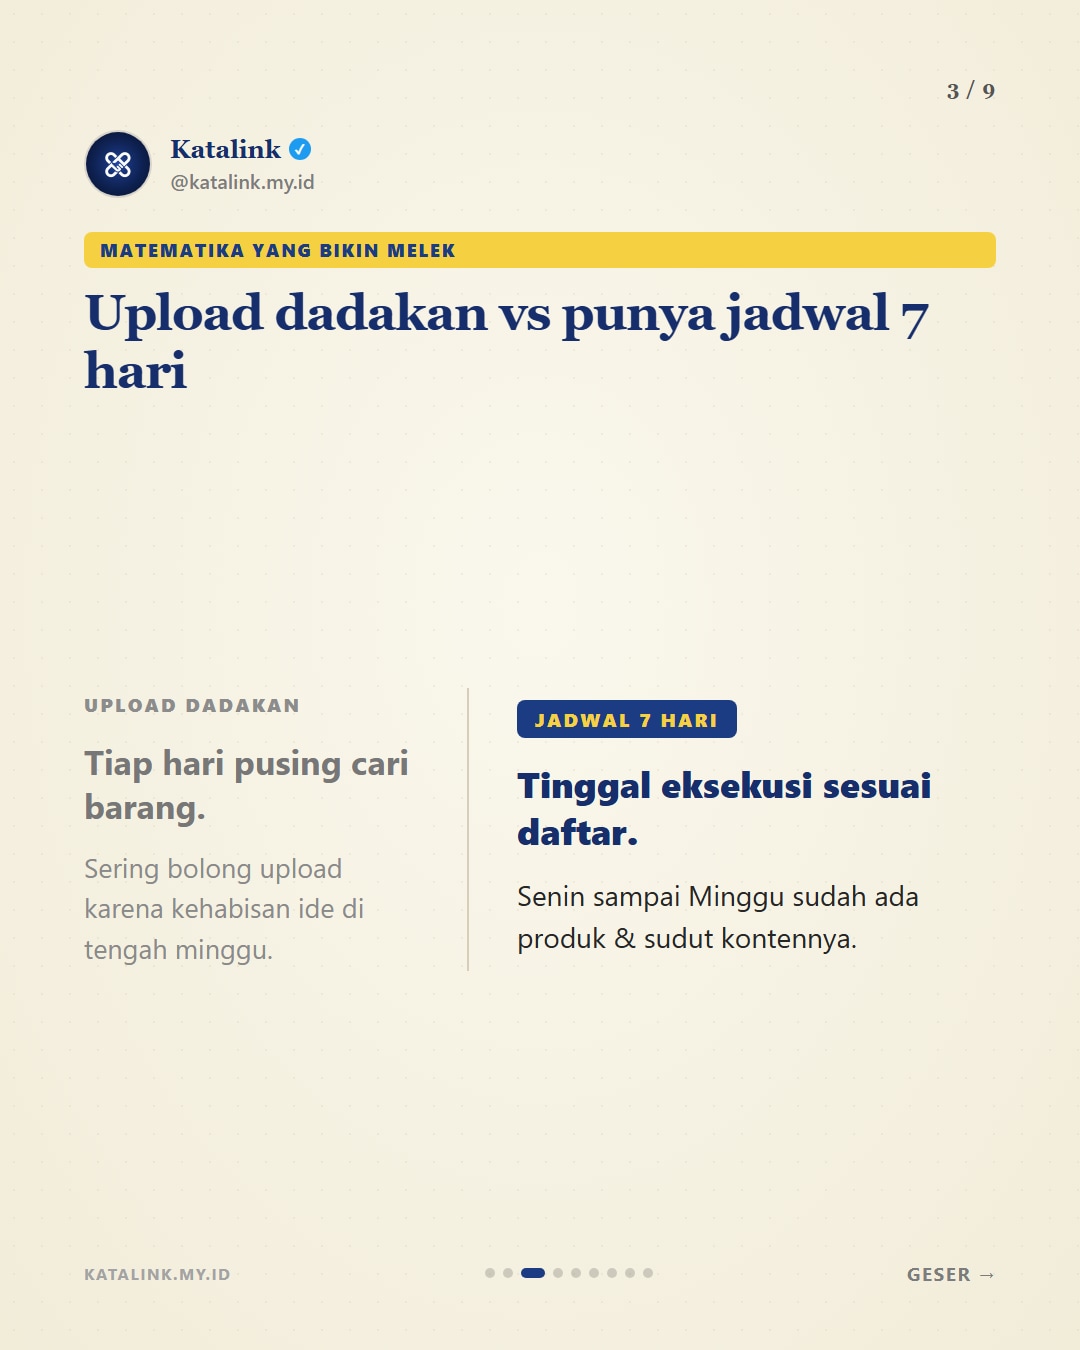 3 / 9
Katalink
@katalink.my.id
MATEMATIKA YANG BIKIN MELEK
Upload dadakan vs punya jadwal 7
hari
UPLOAD DADAKAN
Tiap hari pusing cari
barang.
Sering bolong upload
karena kehabisan ide di
tengah minggu.
JADWAL 7 HARI
Tinggal eksekusi sesuai
daftar.
Senin sampai Minggu sudah ada
produk & sudut kontennya.
KATALINK.MY.ID
GESER →